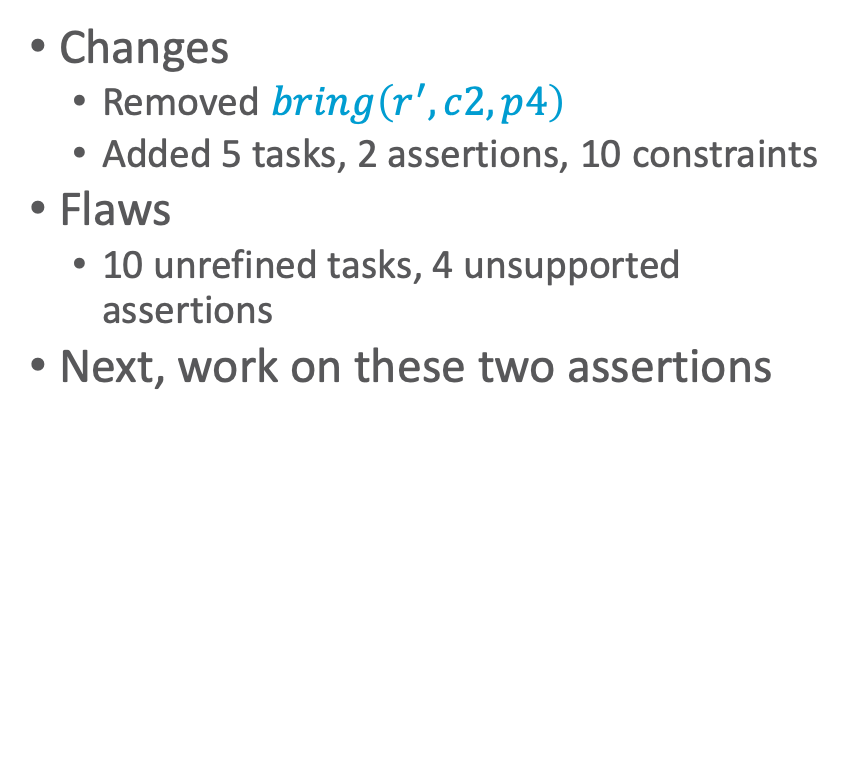 • Changes
• Removed bring(r′, c2, p4)
• Added 5 tasks, 2 assertions, 10 constraints
• Flaws
• 10 unrefined tasks, 4 unsupported
assertions
• Next, work on these two assertions